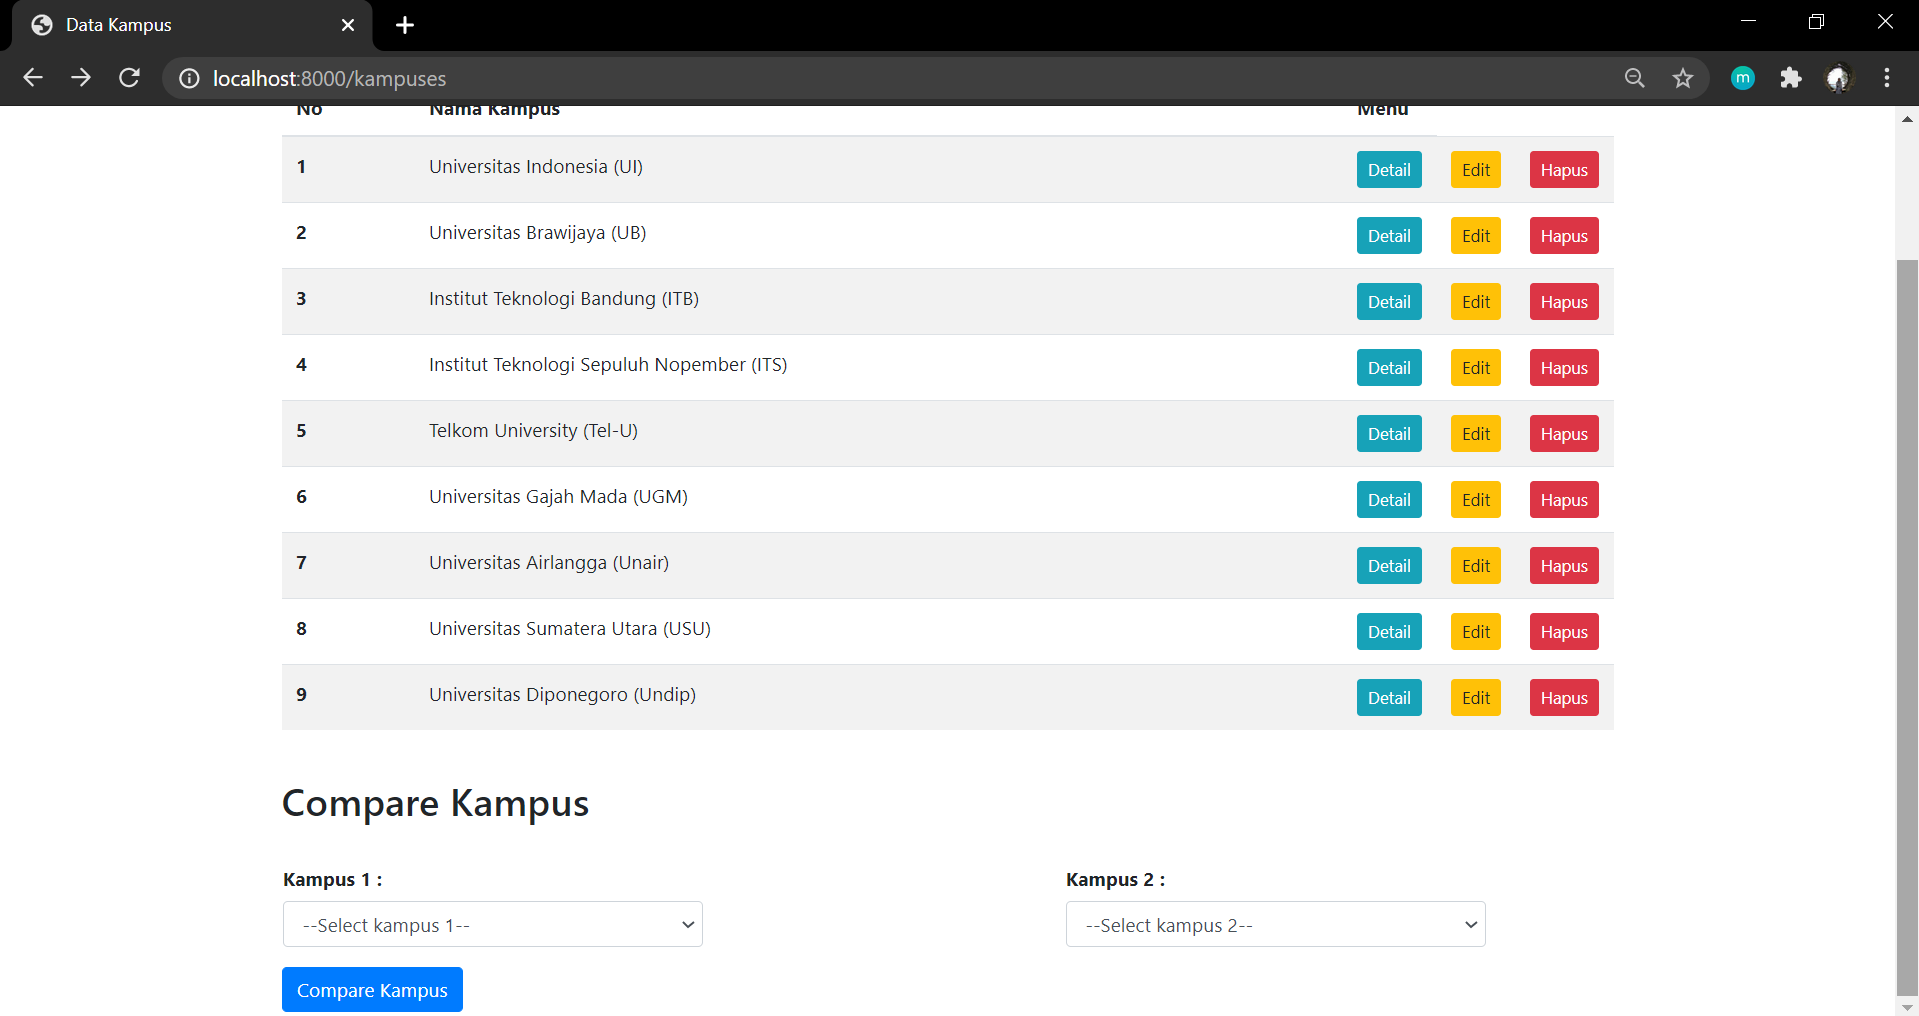 Data Kampus
localhost:8000/kampuses
m
No Nama Kampus Menu
1 Universitas Indonesia (UI) Detail Edit Hapus
2 Universitas Brawijaya (UB) Detail Edit Hapus
3 Institut Teknologi Bandung (ITB) Detail Edit Hapus
4 Institut Teknologi Sepuluh Nopember (ITS) Detail Edit Hapus
5 Telkom University (Tel-U) Detail Edit Hapus
6 Universitas Gajah Mada (UGM) Detail Edit Hapus
7 Universitas Airlangga (Unair) Detail Edit Hapus
8 Universitas Sumatera Utara (USU) Detail Edit Hapus
9 Universitas Diponegoro (Undip) Detail Edit Hapus
Compare Kampus
Kampus 1 : Kampus 2 :
--Select kampus 1-- --Select kampus 2--
Compare Kampus